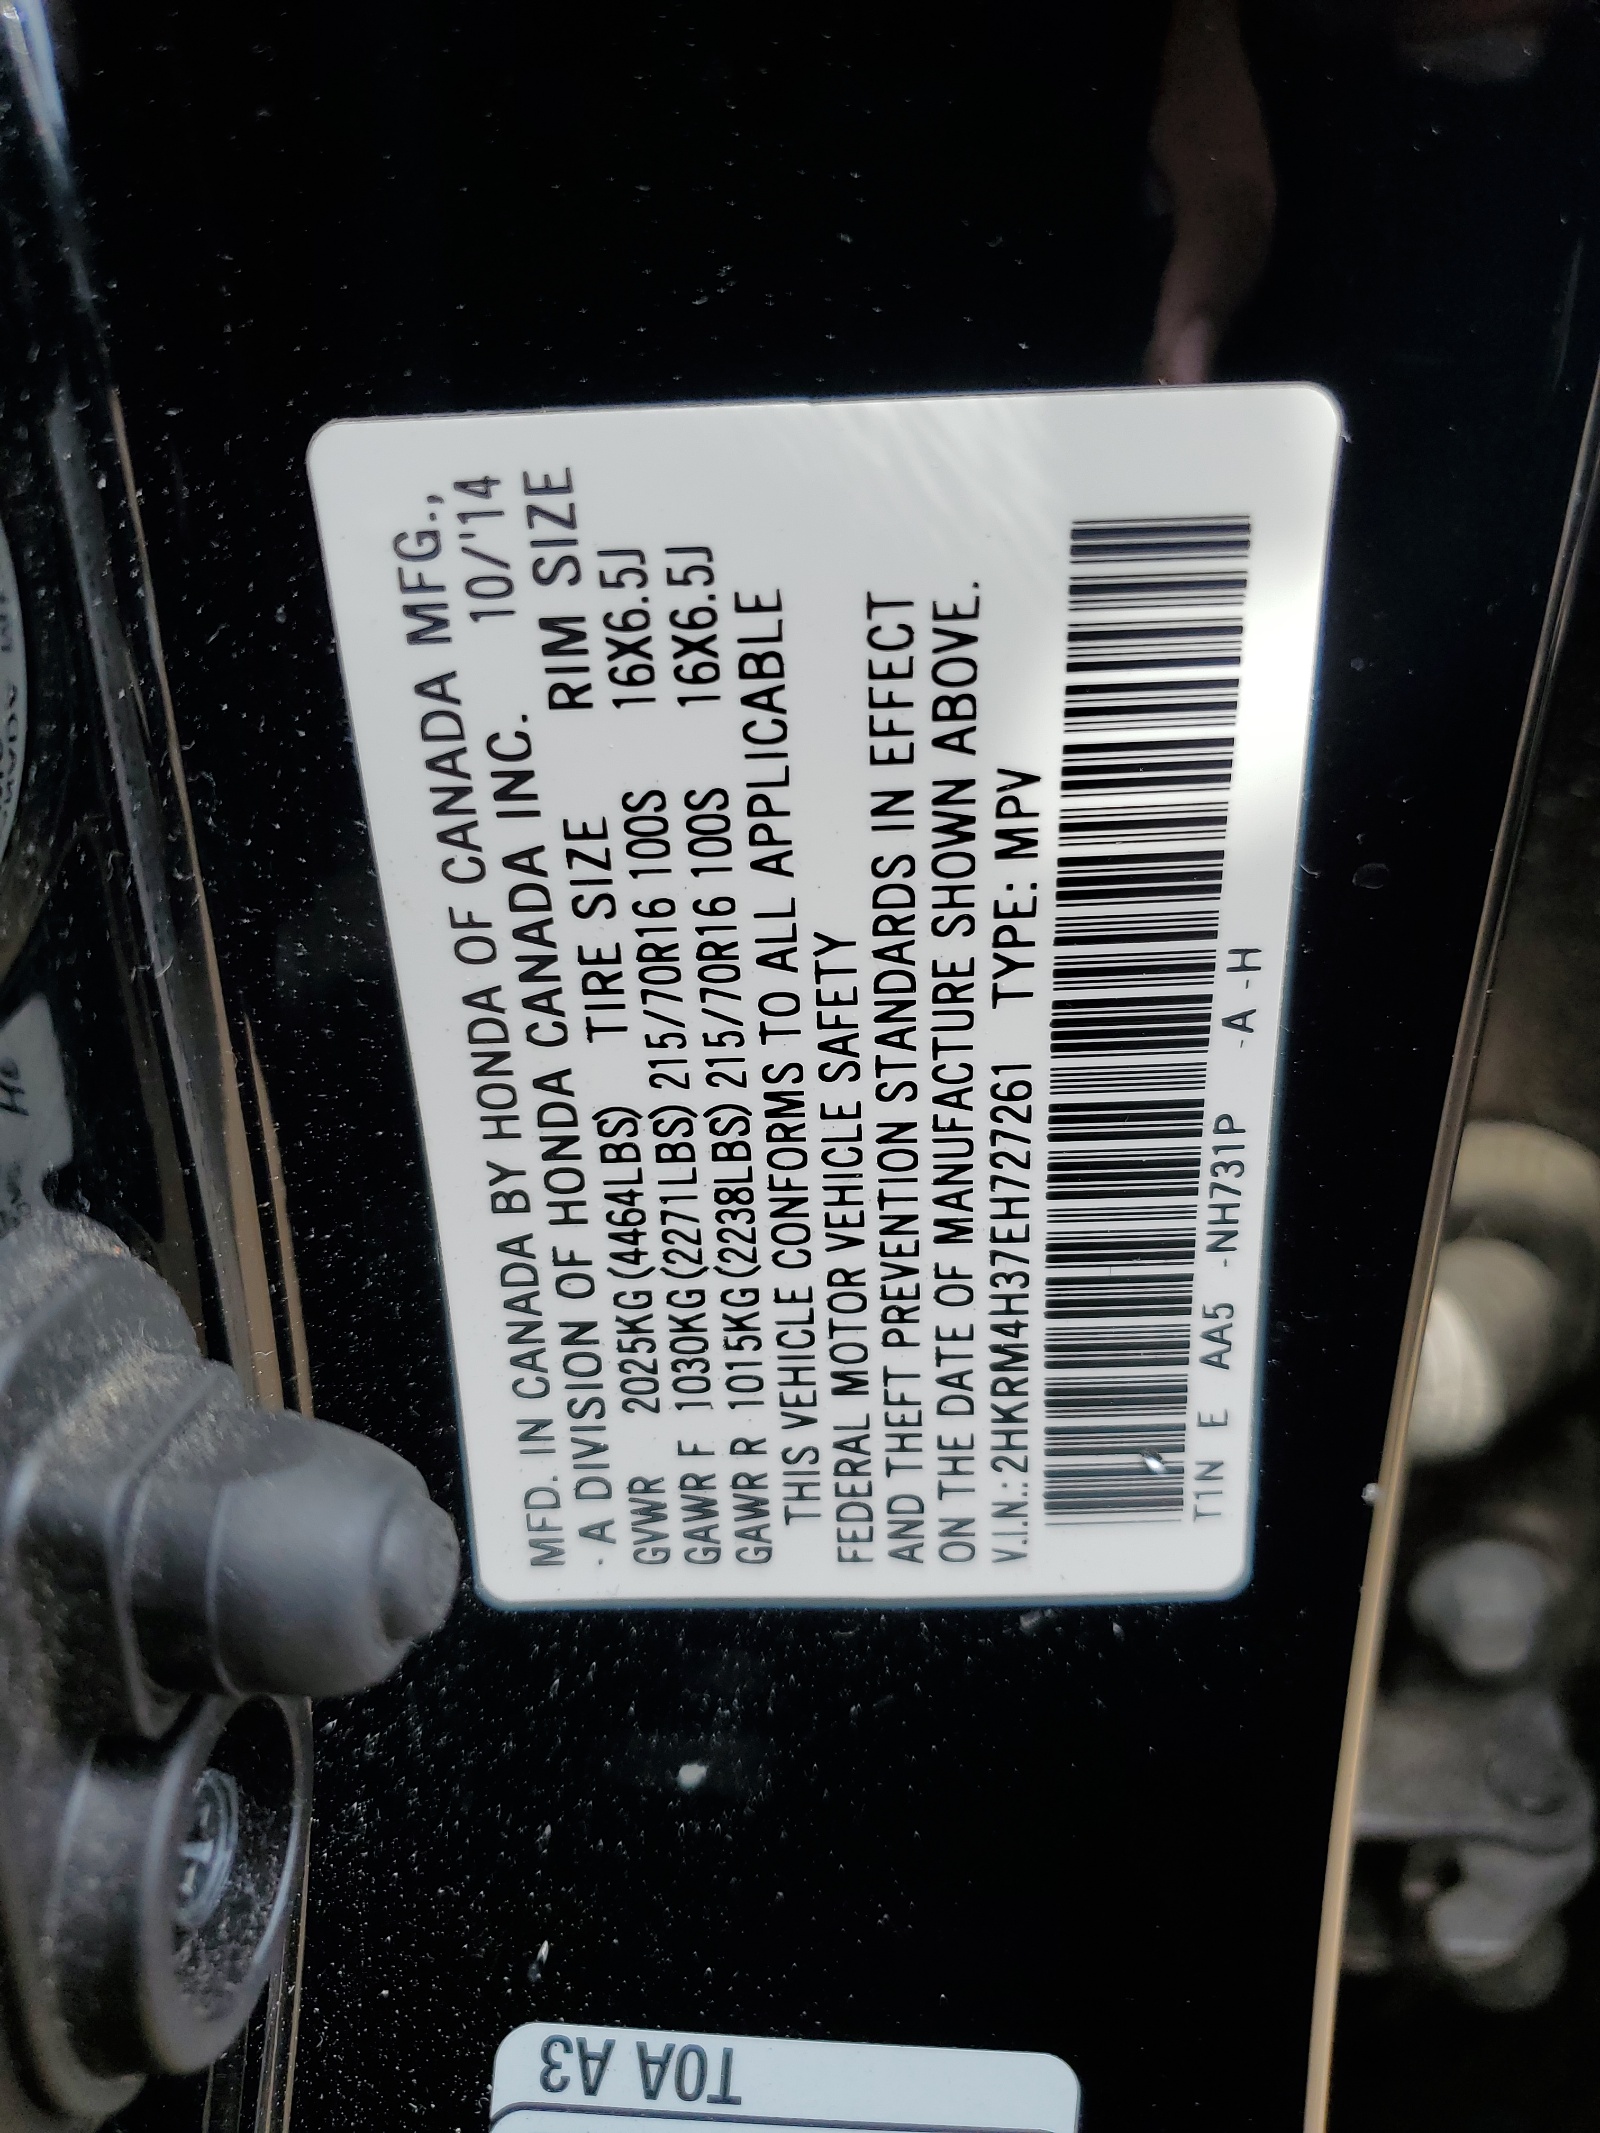 MFD. IN CANADA BY HONDA OF CANADA MFG.,
A DIVISION OF HONDA CANADA INC. 10/'14
TIRE SIZE RIM SIZE
GVWR 2025KG (4464LBS)
GAWR F 1030KG (2271LBS) 215/70R16 100S 16X6.5J
GAWR R 1015KG (2238LBS) 215/70R16 100S 16X6.5J
THIS VEHICLE CONFORMS TO ALL APPLICABLE
FEDERAL MOTOR VEHICLE SAFETY
AND THEFT PREVENTION STANDARDS IN EFFECT
ON THE DATE OF MANUFACTURE SHOWN ABOVE.
V.I.N.: 2HKRM4H37EH727261 TYPE: MPV
T1N E AA5 -NH731P -A -H
T0A A3